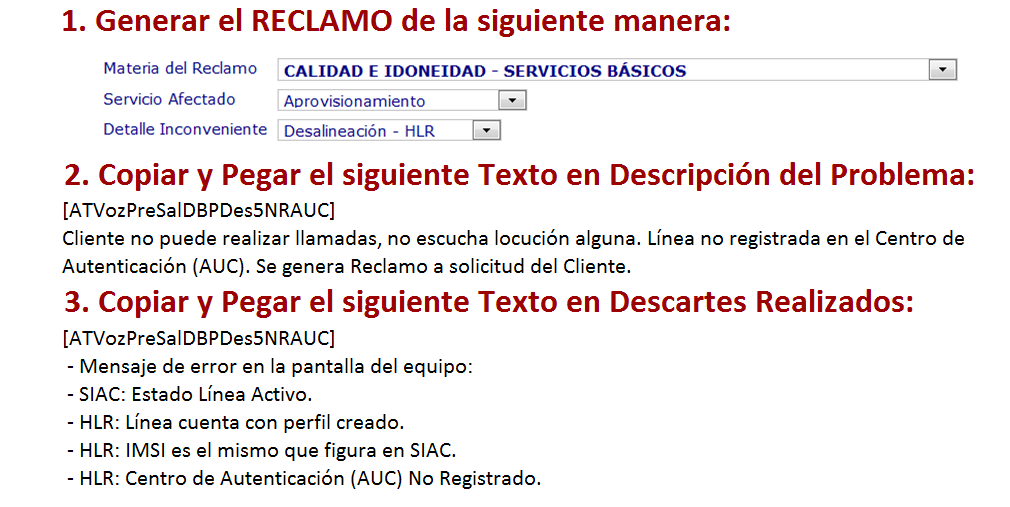 1. Generar el RECLAMO de la siguiente manera:
Materia del Reclamo CALIDAD E IDONEIDAD - SERVICIOS BÁSICOS
Servicio Afectado Aprovisionamiento
Detalle Inconveniente Desalineación - HLR
2. Copiar y Pegar el siguiente Texto en Descripción del Problema:
[ATVozPreSalDBPDes5NRAUC]
Cliente no puede realizar llamadas, no escucha locución alguna. Línea no registrada en el Centro de
Autenticación (AUC). Se genera Reclamo a solicitud del Cliente.
3. Copiar y Pegar el siguiente Texto en Descartes Realizados:
[ATVozPreSalDBPDes5NRAUC]
- Mensaje de error en la pantalla del equipo:
- SIAC: Estado Línea Activo.
- HLR: Línea cuenta con perfil creado.
- HLR: IMSI es el mismo que figura en SIAC.
- HLR: Centro de Autenticación (AUC) No Registrado.